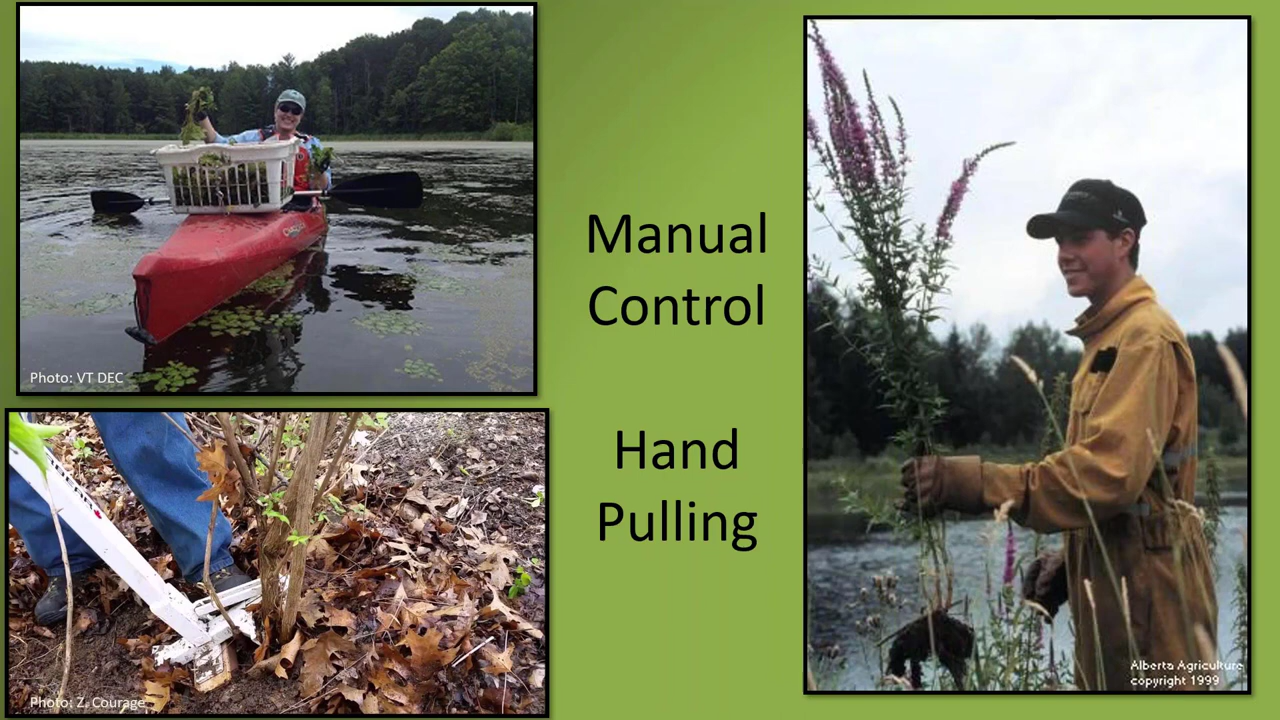 Manual
Control
Hand
Pulling
Photo: VT DEC
Photo: Z. Courage
Alberta Agriculture
copyright 1999